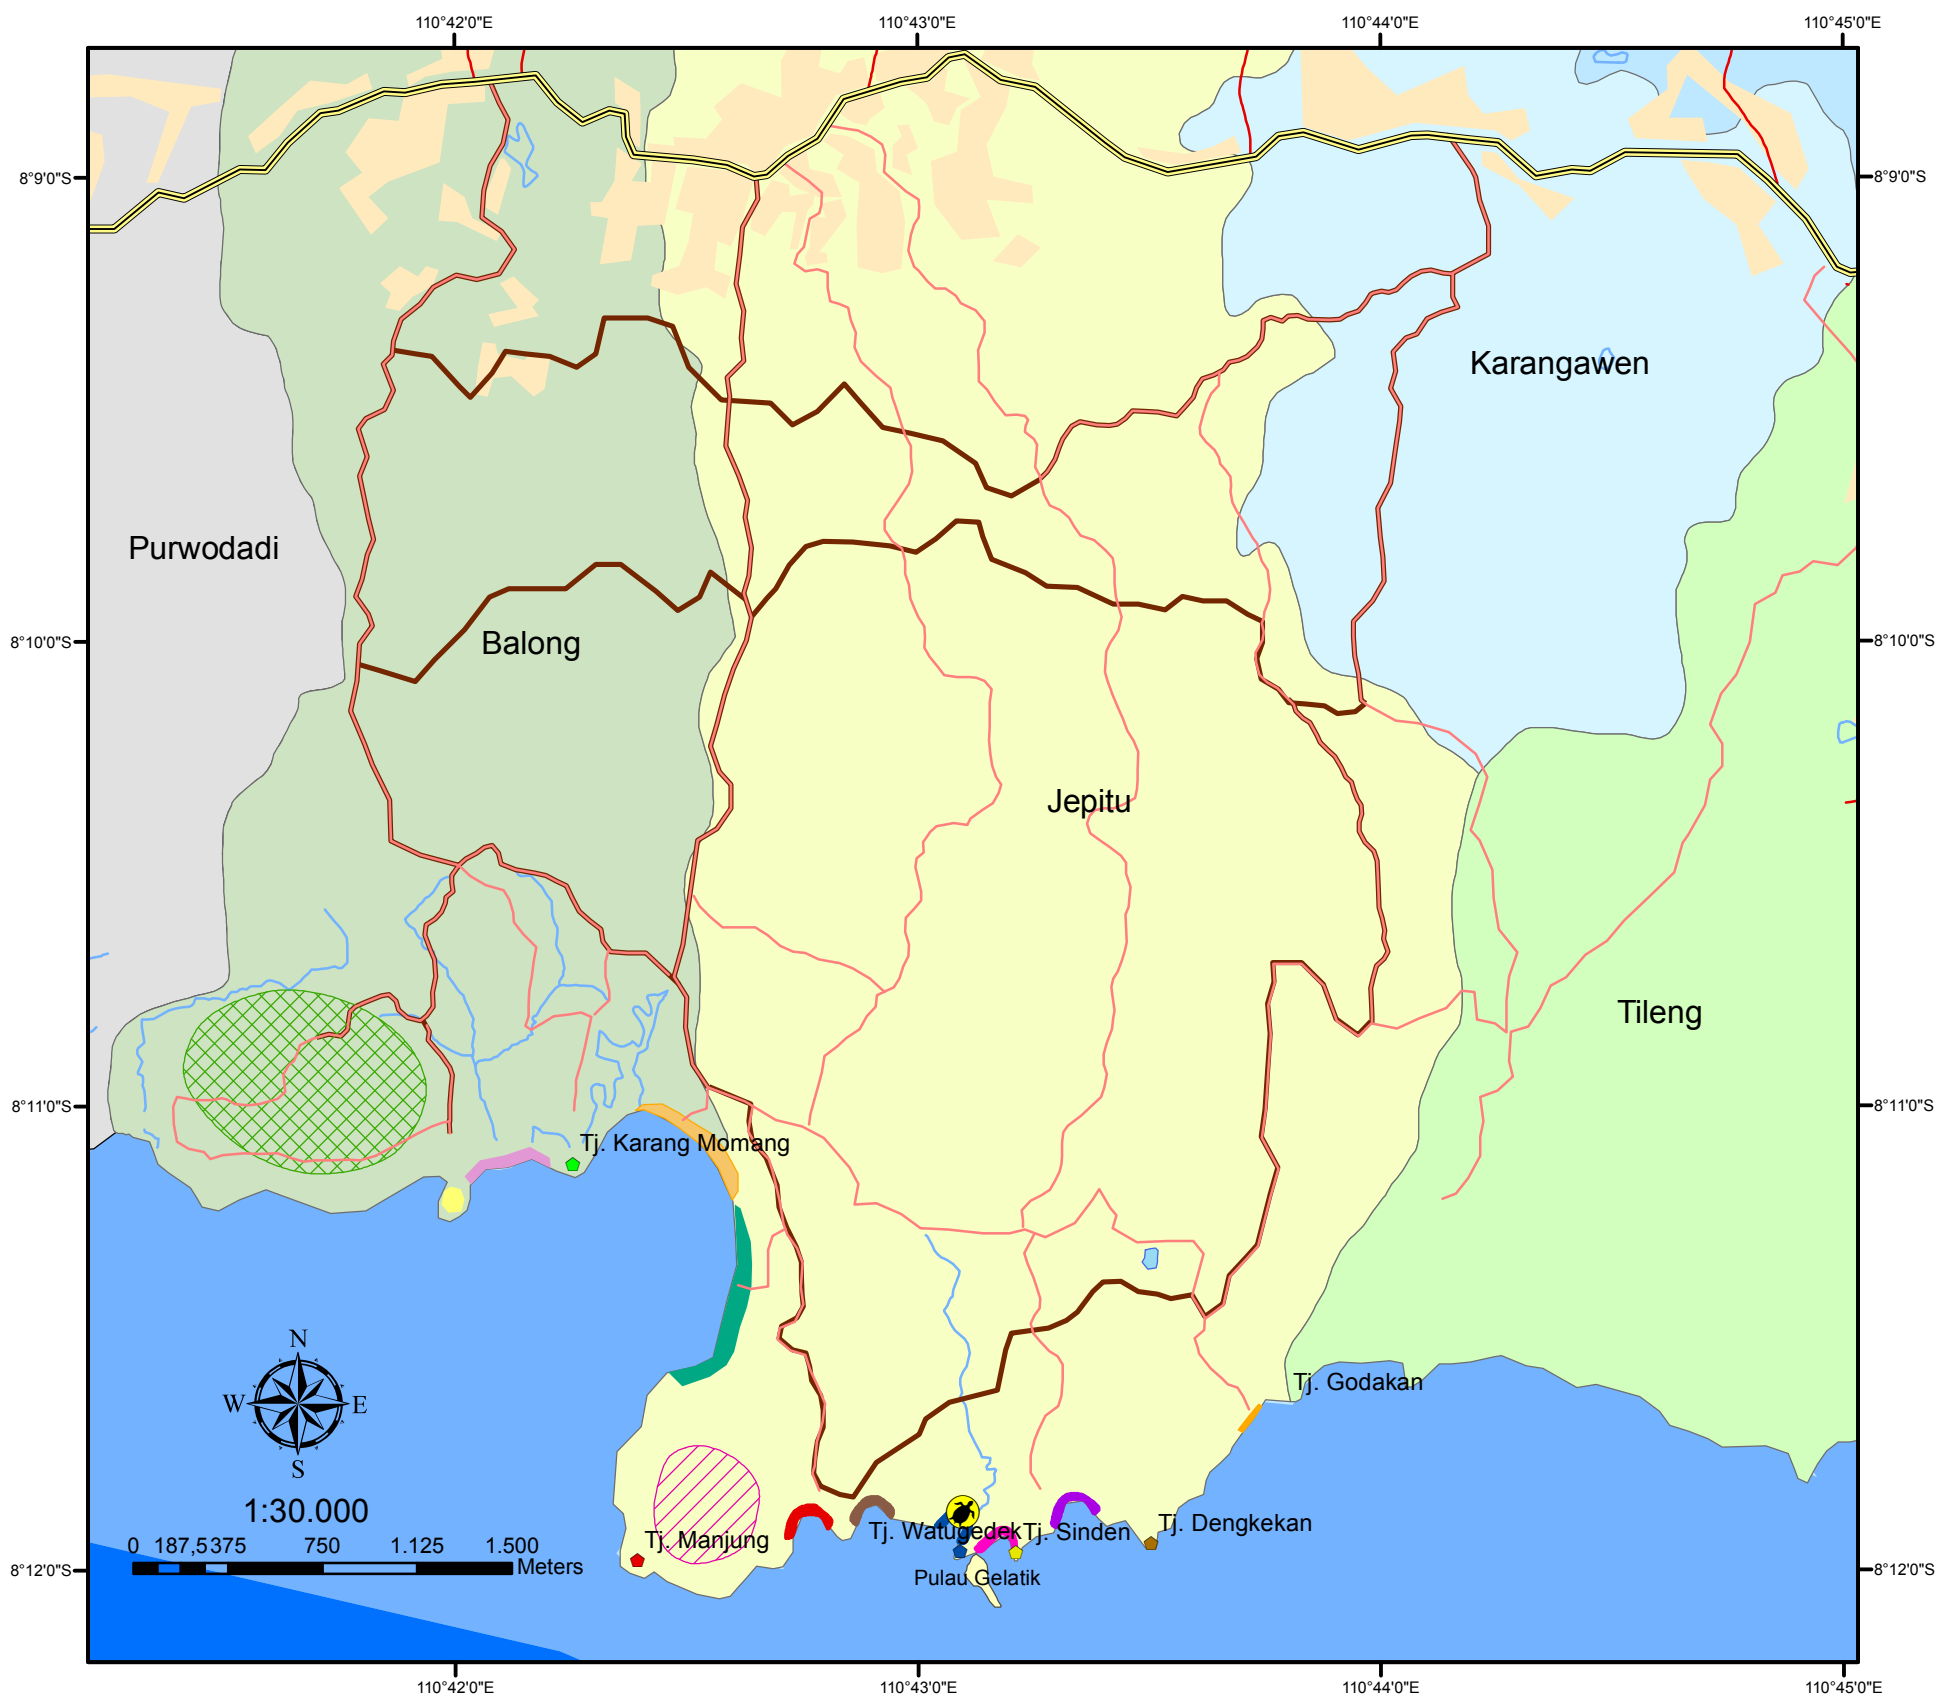 110°42'0"E
110°43'0"E
110°44'0"E
110°45'0"E
8°9'0"S
8°9'0"S
Karangawen
Purwodadi
Balong
8°10'0"S
8°10'0"S
Jepitu
Tileng
8°11'0"S
8°11'0"S
Tj. Karang Momang
N
W
E
S
Tj. Godakan
1:30.000
Tj. Manjung
Tj. Watugedek
Tj. Sinden
Tj. Dengkekan
0 187,5 375 750 1.125 1.500
Meters
Pulau Gelatik
8°12'0"S
8°12'0"S
110°42'0"E
110°43'0"E
110°44'0"E
110°45'0"E